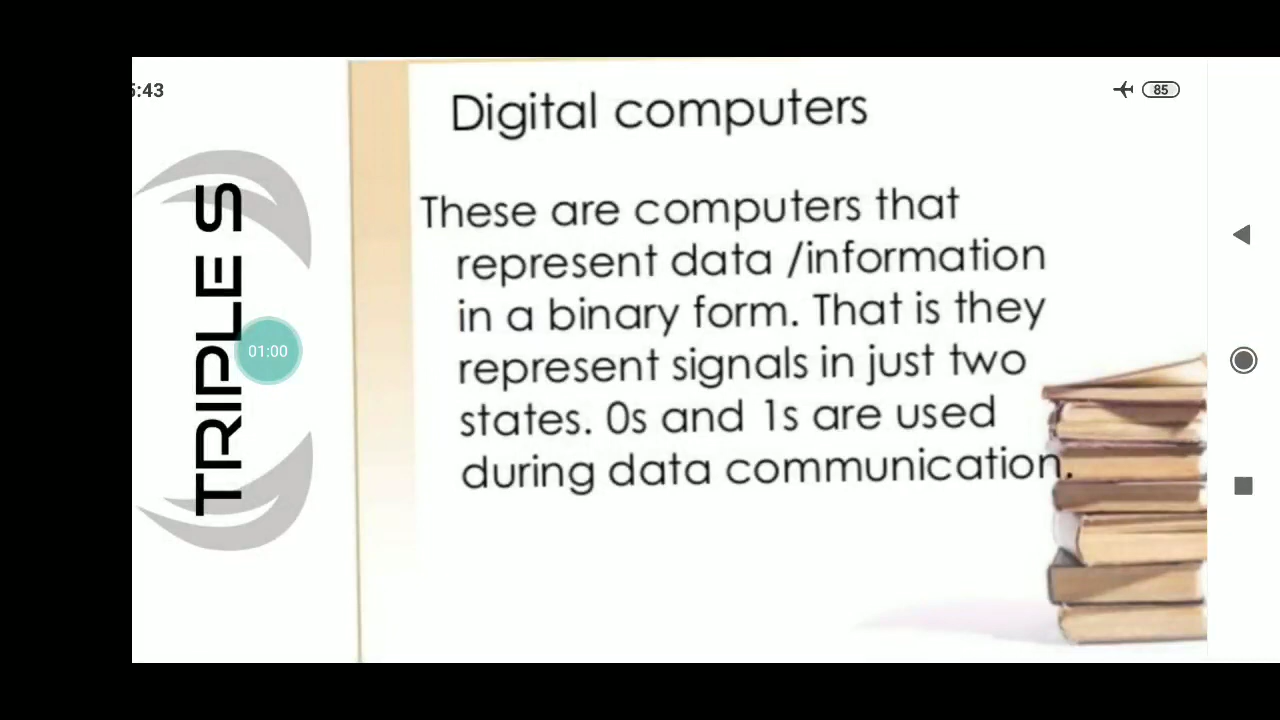 5:43
85
TRIPLE S
01:00
Digital computers
These are computers that
represent data /information
in a binary form. That is they
represent signals in just two
states. 0s and 1s are used
during data communication.